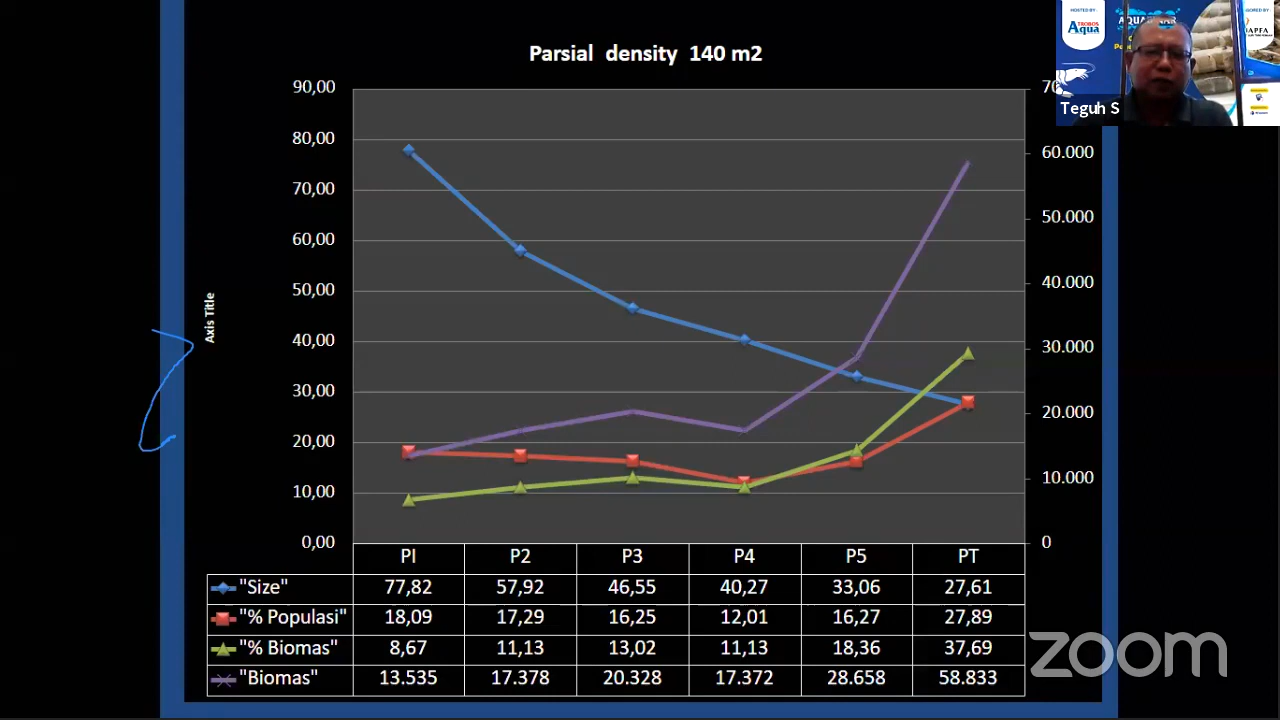 HOSTED BY:
TROBOS
Aqua
APFA
Teguh S
Parsial density 140 m2
90,00
80,00
70,00
60,00
50,00
40,00
30,00
20,00
10,00
0,00
Axis Title
70
60.000
50.000
40.000
30.000
20.000
10.000
0
PI P2 P3 P4 P5 PT
"Size" 77,82 57,92 46,55 40,27 33,06 27,61
"% Populasi" 18,09 17,29 16,25 12,01 16,27 27,89
"% Biomas" 8,67 11,13 13,02 11,13 18,36 37,69
"Biomas" 13.535 17.378 20.328 17.372 28.658 58.833
zoom